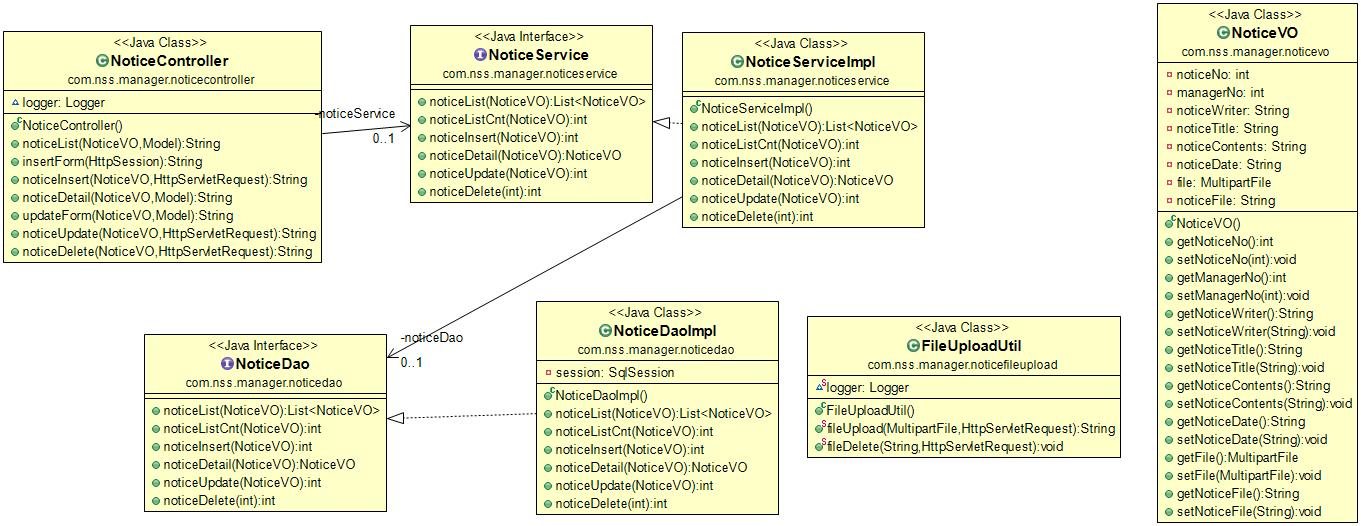 <<Java Class>>
NoticeController
com.nss.manager.noticecontroller
logger: Logger
NoticeController()
noticeList(NoticeVO,Model):String
insertForm(HttpSession):String
noticeInsert(NoticeVO,HttpServletRequest):String
noticeDetail(NoticeVO,Model):String
updateForm(NoticeVO,Model):String
noticeUpdate(NoticeVO,HttpServletRequest):String
noticeDelete(NoticeVO,HttpServletRequest):String
-noticeService
0..1
<<Java Interface>>
NoticeService
com.nss.manager.noticeservice
noticeList(NoticeVO):List<NoticeVO>
noticeListCnt(NoticeVO):int
noticeInsert(NoticeVO):int
noticeDetail(NoticeVO):NoticeVO
noticeUpdate(NoticeVO):int
noticeDelete(int):int
<<Java Class>>
NoticeServiceImpl
com.nss.manager.noticeservice
NoticeServiceImpl()
noticeList(NoticeVO):List<NoticeVO>
noticeListCnt(NoticeVO):int
noticeInsert(NoticeVO):int
noticeDetail(NoticeVO):NoticeVO
noticeUpdate(NoticeVO):int
noticeDelete(int):int
<<Java Class>>
NoticeVO
com.nss.manager.noticevo
noticeNo: int
managerNo: int
noticeWriter: String
noticeTitle: String
noticeContents: String
noticeDate: String
file: MultipartFile
noticeFile: String
NoticeVO()
getNoticeNo():int
setNoticeNo(int):void
getManagerNo():int
setManagerNo(int):void
getNoticeWriter():String
setNoticeWriter(String):void
getNoticeTitle():String
setNoticeTitle(String):void
getNoticeContents():String
setNoticeContents(String):void
getNoticeDate():String
setNoticeDate(String):void
getFile():MultipartFile
setFile(MultipartFile):void
getNoticeFile():String
setNoticeFile(String):void
-noticeDao
0..1
<<Java Interface>>
NoticeDao
com.nss.manager.noticedao
noticeList(NoticeVO):List<NoticeVO>
noticeListCnt(NoticeVO):int
noticeInsert(NoticeVO):int
noticeDetail(NoticeVO):NoticeVO
noticeUpdate(NoticeVO):int
noticeDelete(int):int
<<Java Class>>
NoticeDaoImpl
com.nss.manager.noticedao
session: SqlSession
NoticeDaoImpl()
noticeList(NoticeVO):List<NoticeVO>
noticeListCnt(NoticeVO):int
noticeInsert(NoticeVO):int
noticeDetail(NoticeVO):NoticeVO
noticeUpdate(NoticeVO):int
noticeDelete(int):int
<<Java Class>>
FileUploadUtil
com.nss.manager.noticefileupload
logger: Logger
FileUploadUtil()
fileUpload(MultipartFile,HttpServletRequest):String
fileDelete(String,HttpServletRequest):void